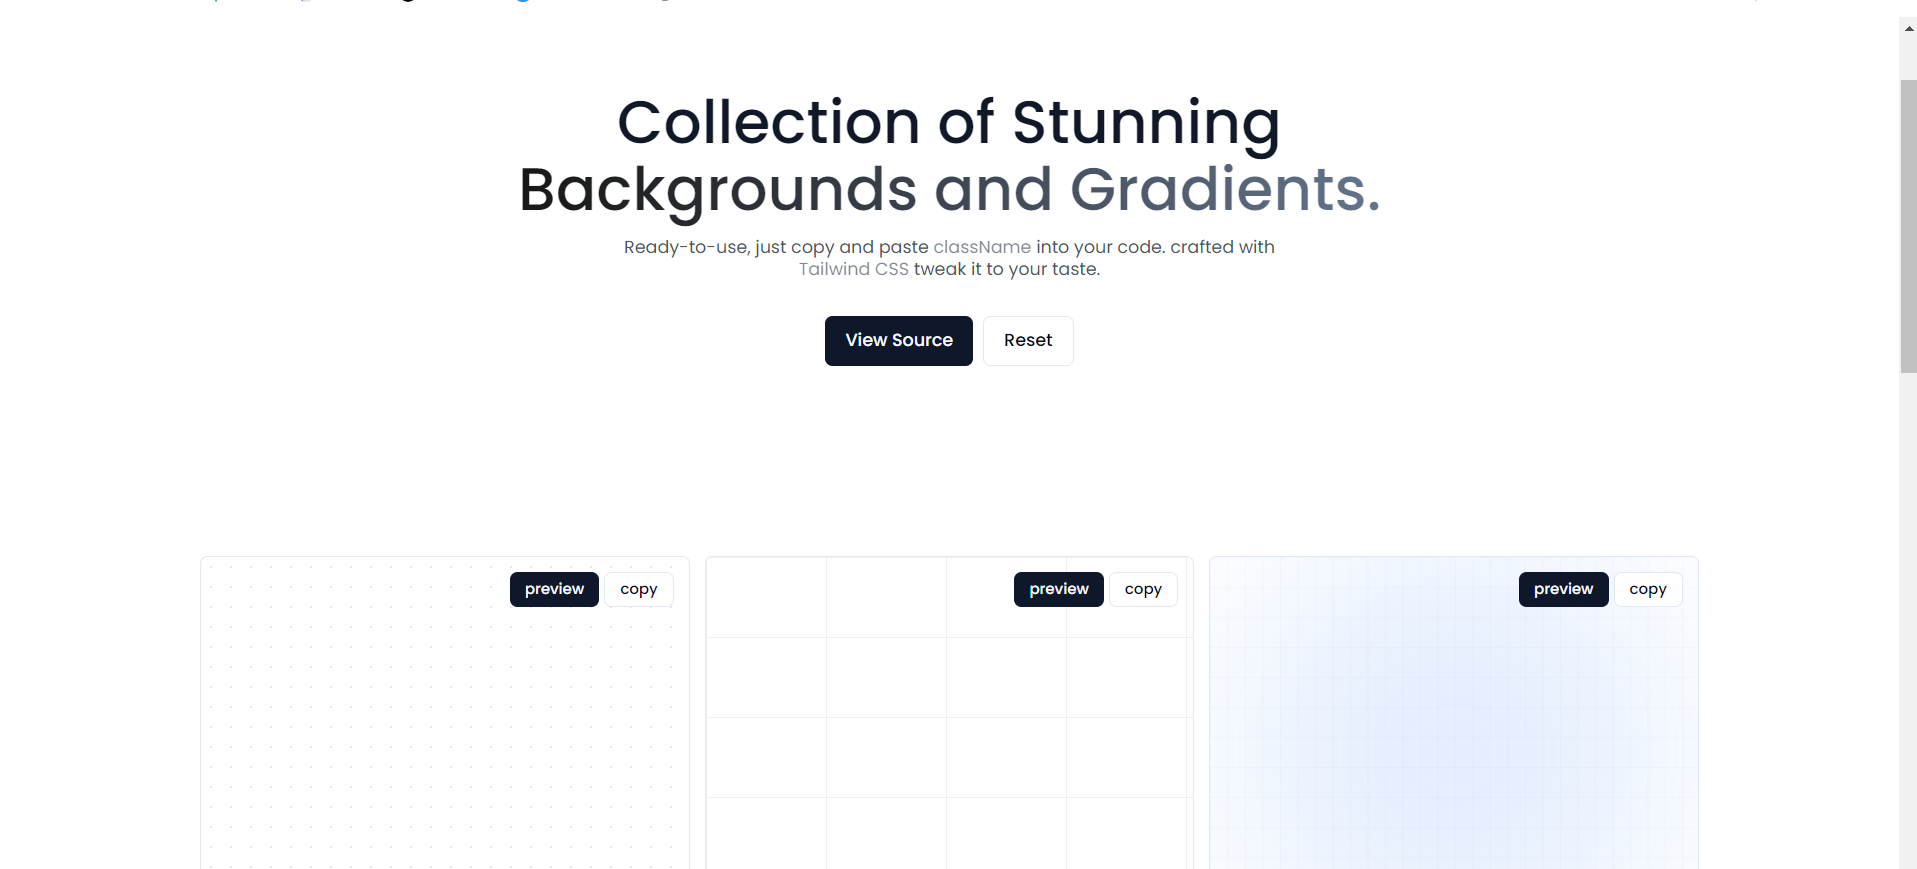 Collection of Stunning
Backgrounds and Gradients.
Ready-to-use, just copy and paste className into your code. crafted with
Tailwind CSS tweak it to your taste.
View Source
Reset
preview
copy
preview
copy
preview
copy